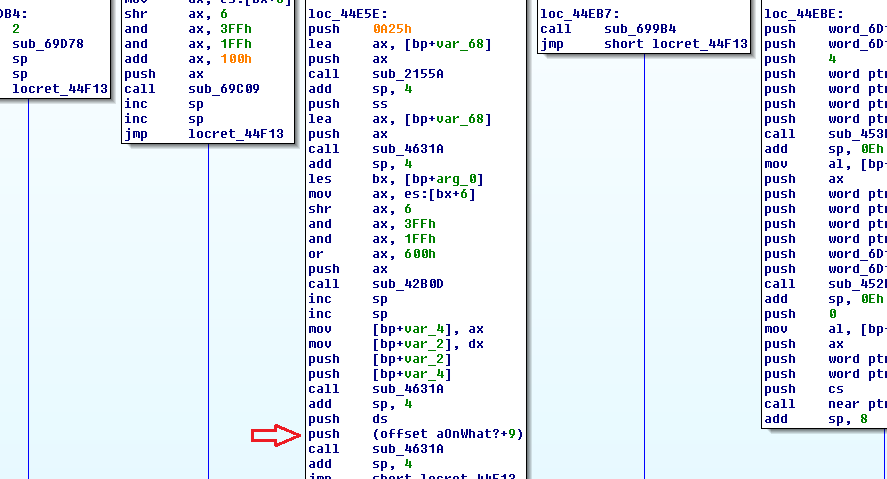 DB4:
2
sub_69D78
sp
sp
locret_44F13
mov ax, es:[bx+6]
shr ax, 6
and ax, 3FFh
and ax, 1FFh
add ax, 100h
push ax
call sub_69C09
inc sp
inc sp
jmp locret_44F13
loc_44E5E:
push 0A25h
lea ax, [bp+var_68]
push ax
call sub_2155A
add sp, 4
push ss
lea ax, [bp+var_68]
push ax
call sub_4631A
add sp, 4
les bx, [bp+arg_0]
mov ax, es:[bx+6]
shr ax, 6
and ax, 3FFh
and ax, 1FFh
or ax, 600h
push ax
call sub_42B0D
inc sp
inc sp
mov [bp+var_4], ax
mov [bp+var_2], dx
push [bp+var_2]
push [bp+var_4]
call sub_4631A
add sp, 4
push ds
push (offset aOnWhat?+9)
call sub_4631A
add sp, 4
jmp short locret_44F13
loc_44EB7:
call sub_699B4
jmp short locret_44F13
loc_44EBE:
push word_6D
push word_6D
push 4
push word ptr
push word ptr
push word ptr
push word ptr
call sub_453
add sp, 0Eh
mov al, [bp-
push ax
push word ptr
push word ptr
push word ptr
push word ptr
push word_6D
push word_6D
call sub_452
add sp, 0Eh
push 0
mov al, [bp-
push ax
push word ptr
push word ptr
push cs
call near ptr
add sp, 8